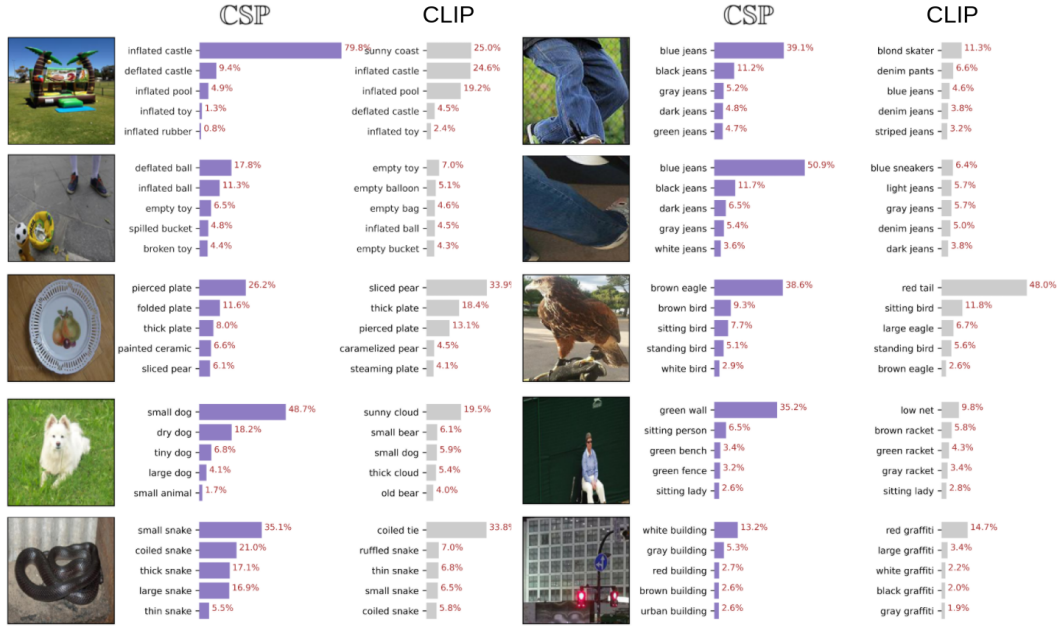 CSP CLIP CSP CLIP
inflated castle 79.8%
deflated castle 9.4%
inflated pool 4.9%
inflated toy 1.3%
inflated rubber 0.8%
sunny coast 25.0%
inflated castle 24.6%
inflated pool 19.2%
deflated castle 4.5%
inflated toy 2.4%
blue jeans 39.1%
black jeans 11.2%
gray jeans 5.2%
dark jeans 4.8%
green jeans 4.7%
blond skater 11.3%
denim pants 6.6%
blue jeans 4.6%
denim jeans 3.8%
striped jeans 3.2%
deflated ball 17.8%
inflated ball 11.3%
empty toy 6.5%
spilled bucket 4.8%
broken toy 4.4%
empty toy 7.0%
empty balloon 5.1%
empty bag 4.6%
inflated ball 4.5%
empty bucket 4.3%
blue jeans 50.9%
black jeans 11.7%
dark jeans 6.5%
gray jeans 5.4%
white jeans 3.6%
blue sneakers 6.4%
light jeans 5.7%
gray jeans 5.7%
denim jeans 5.0%
dark jeans 3.8%
pierced plate 26.2%
folded plate 11.6%
thick plate 8.0%
painted ceramic 6.6%
sliced pear 6.1%
sliced pear 33.9%
thick plate 18.4%
pierced plate 13.1%
caramelized pear 4.5%
steaming plate 4.1%
brown eagle 38.6%
brown bird 9.3%
sitting bird 7.7%
standing bird 5.1%
white bird 2.9%
red tail 48.0%
sitting bird 11.8%
large eagle 6.7%
standing bird 5.6%
brown eagle 2.6%
small dog 48.7%
dry dog 18.2%
tiny dog 6.8%
large dog 4.1%
small animal 1.7%
sunny cloud 19.5%
small bear 6.1%
small dog 5.9%
thick cloud 5.4%
old bear 4.0%
green wall 35.2%
sitting person 6.5%
green bench 3.4%
green fence 3.2%
sitting lady 2.6%
low net 9.8%
brown racket 5.8%
green racket 4.3%
gray racket 3.4%
sitting lady 2.8%
small snake 35.1%
coiled snake 21.0%
thick snake 17.1%
large snake 16.9%
thin snake 5.5%
coiled tie 33.8%
ruffled snake 7.0%
thin snake 6.8%
small snake 6.5%
coiled snake 5.8%
white building 13.2%
gray building 5.3%
red building 2.7%
brown building 2.6%
urban building 2.6%
red graffiti 14.7%
large graffiti 3.4%
white graffiti 2.2%
black graffiti 2.0%
gray graffiti 1.9%